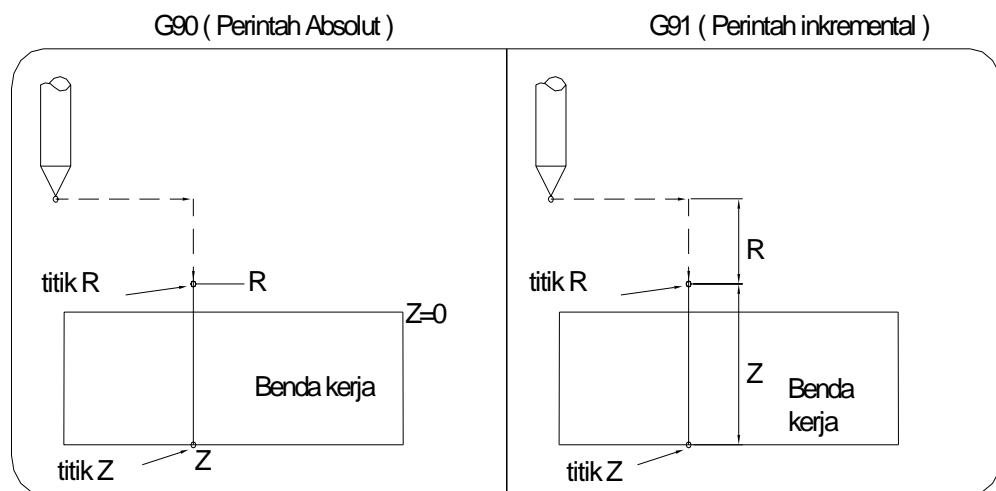 G90 ( Perintah Absolut )
titik R
R
Z=0
Benda kerja
titik Z
Z
G91 ( Perintah inkremental )
R
titik R
Z
Benda
kerja
titik Z